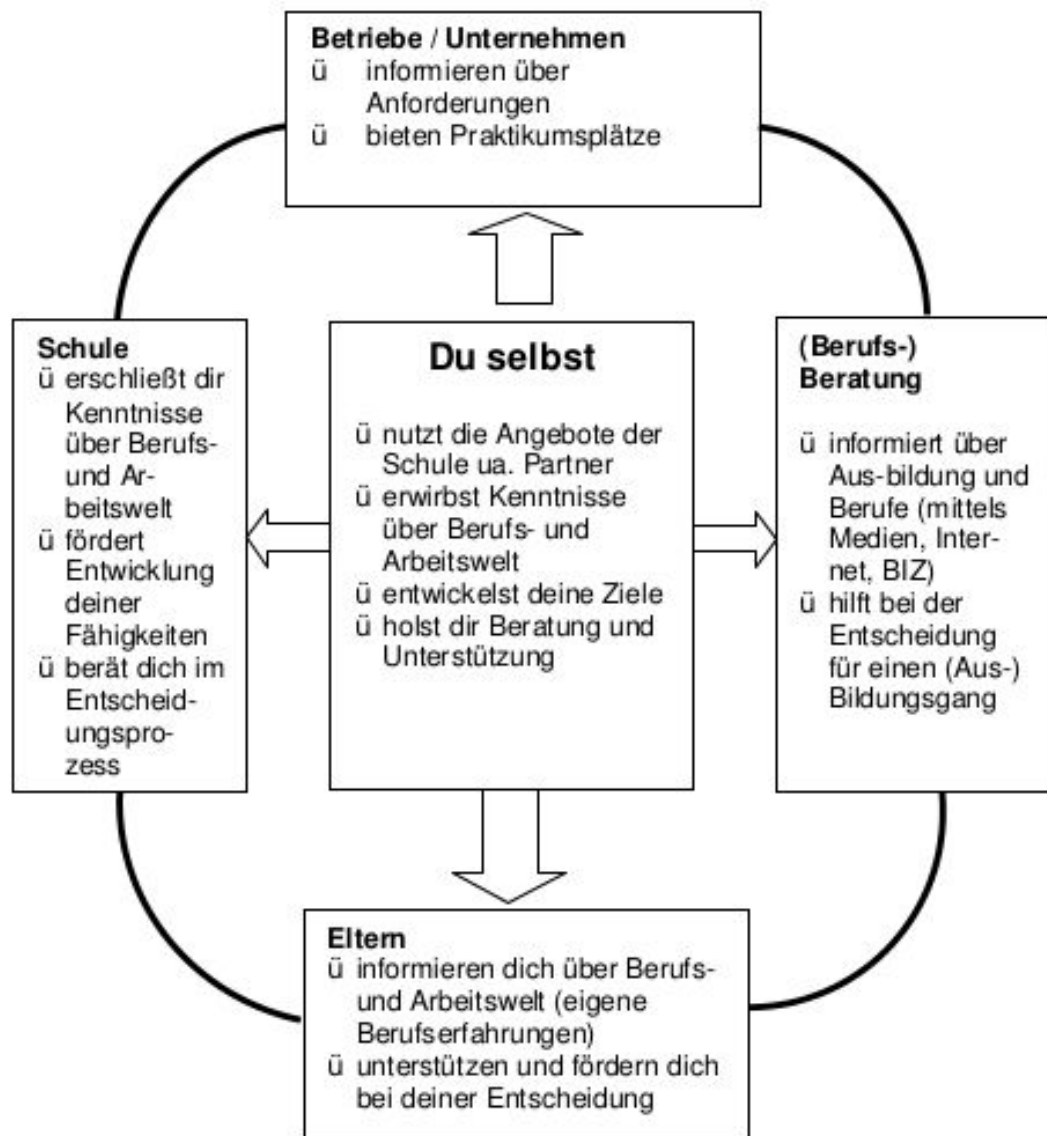 Betriebe / Unternehmen
ü informieren über
Anforderungen
ü bieten Praktikumsplätze
Schule
ü erschließt dir
Kenntnisse
über Berufs-
und Ar-
beitswelt
ü fördert
Entwicklung
deiner
Fähigkeiten
ü berät dich im
Entscheid-
ungspro-
zess
Du selbst
ü nutzt die Angebote der
Schule ua. Partner
ü erwirbst Kenntnisse
über Berufs- und
Arbeitswelt
ü entwickelst deine Ziele
ü holst dir Beratung und
Unterstützung
(Berufs-)
Beratung
ü informiert über
Aus-bildung und
Berufe (mittels
Medien, Inter-
net, BIZ)
ü hilft bei der
Entscheidung
für einen (Aus-)
Bildungsgang
Eltern
ü informieren dich über Berufs-
und Arbeitswelt (eigene
Berufserfahrungen)
ü unterstützen und fördern dich
bei deiner Entscheidung